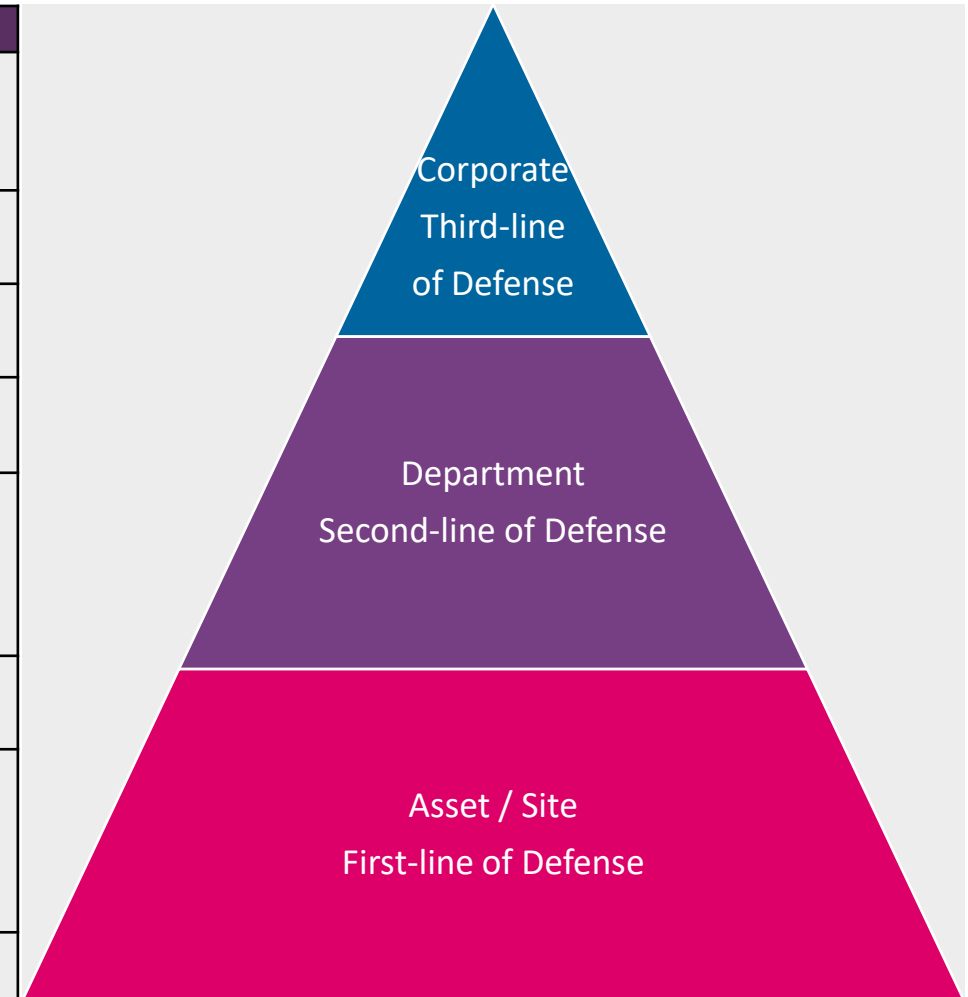 Corporate
Third-line
of Defense
Department
Second-line of Defense
Asset / Site
First-line of Defense